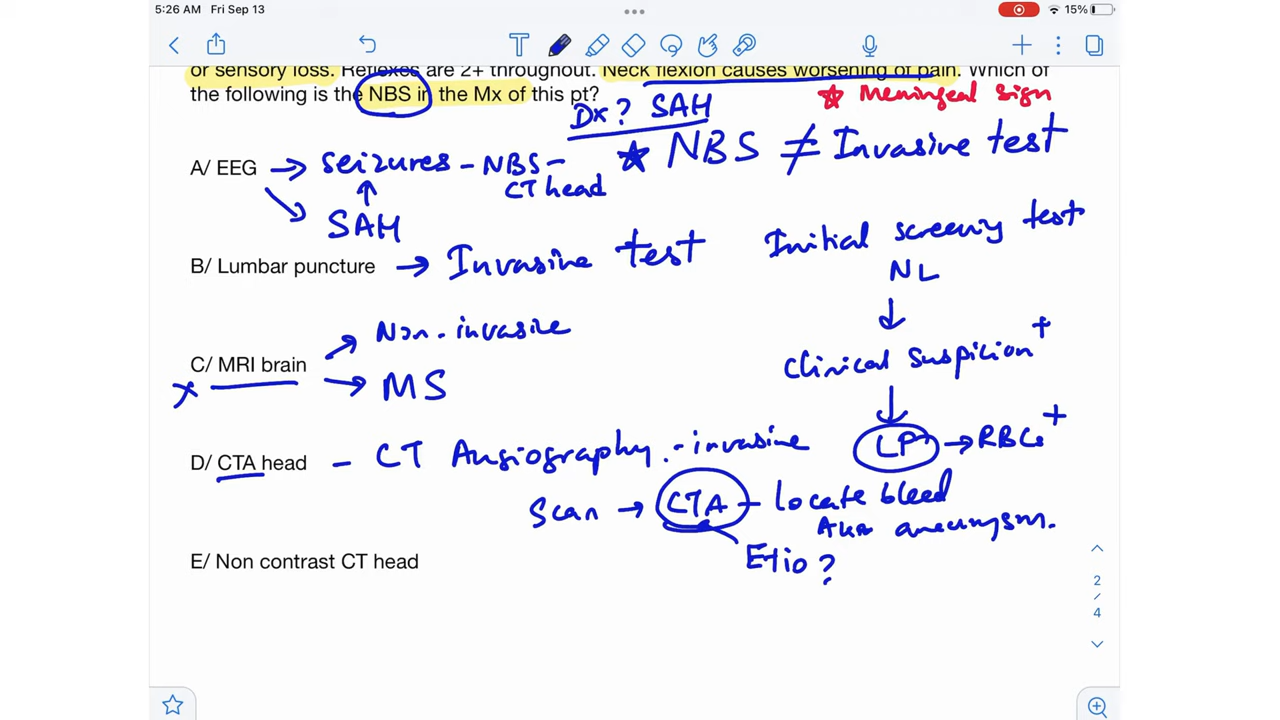 5:26 AM Fri Sep 13
15%
or sensory loss. Reflexes are 2+ throughout. Neck flexion causes worsening of pain. Which of
the following is the NBS in the Mx of this pt?
★ Meningeal sign
Dx? SAH
★ NBS ≠ Invasive test
A/ EEG → seizures - NBS -
CT head
↑
SAH
Initial screening test
NL
↓
B/ Lumbar puncture → Invasive test
Clinical suspicion +
↓
LP → RBCs +
C/ MRI brain → Non-invasive
→ MS
D/ CTA head - CT Angiography - invasive
Scan → CTA - locate bleed
Aka aneurysm.
Etio?
E/ Non contrast CT head
2
/
4